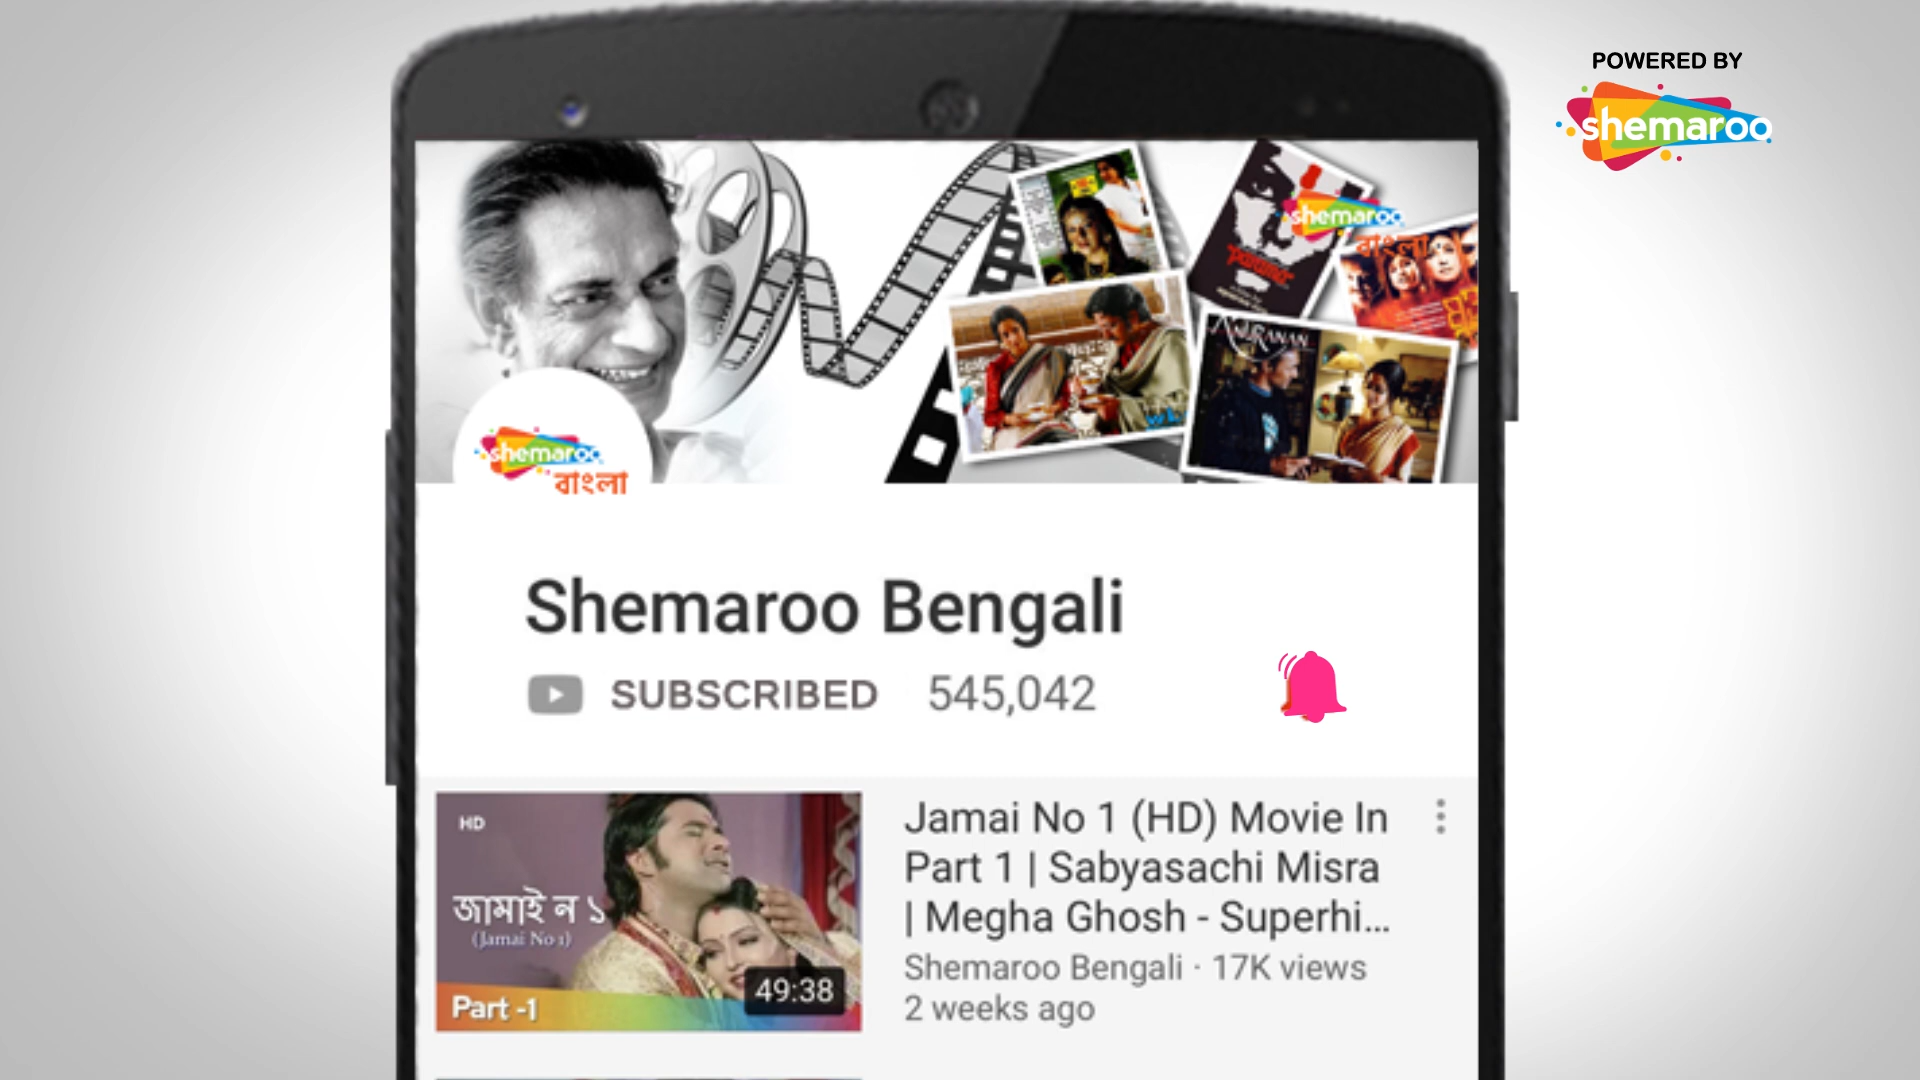 POWERED BY
shemaroo
shemaroo
বাংলা
ANURANAN
shemaroo
বাংলা
Shemaroo Bengali
SUBSCRIBED 545,042
HD
জামাই ন ১
(Jamai No 1)
Part -1
49:38
Jamai No 1 (HD) Movie In
Part 1 | Sabyasachi Misra
| Megha Ghosh - Superhi...
Shemaroo Bengali · 17K views
2 weeks ago